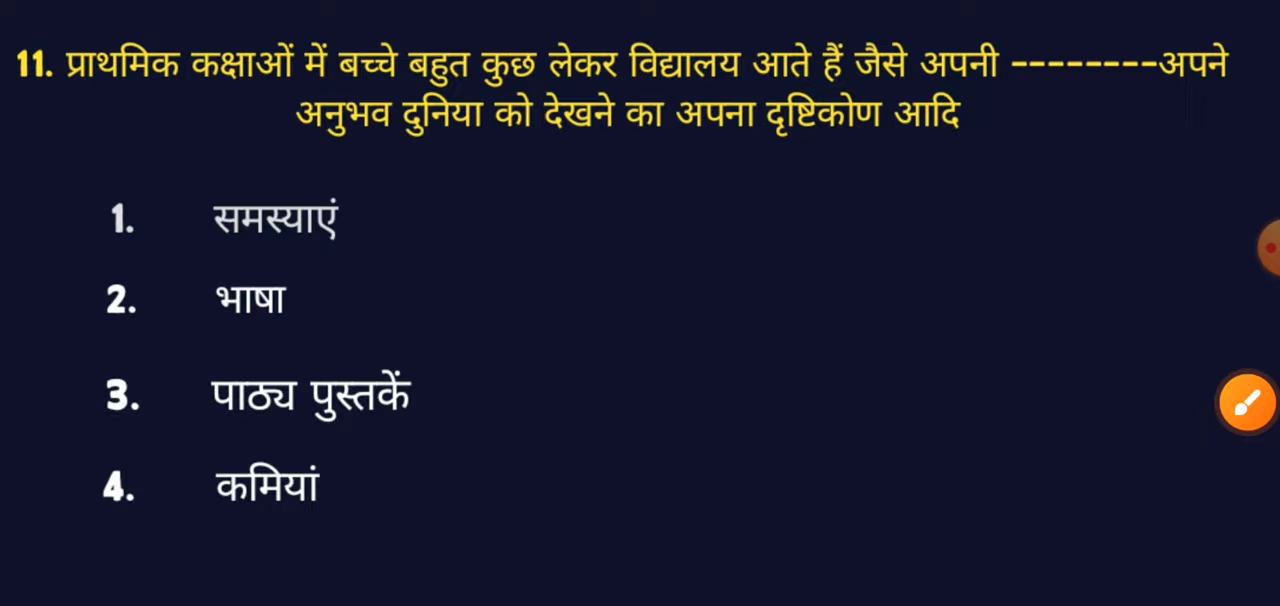 11. प्राथमिक कक्षाओं में बच्चे बहुत कुछ लेकर विद्यालय आते हैं जैसे अपनी --------अपने
अनुभव दुनिया को देखने का अपना दृष्टिकोण आदि
1. समस्याएं
2. भाषा
3. पाठ्य पुस्तकें
4. कमियां